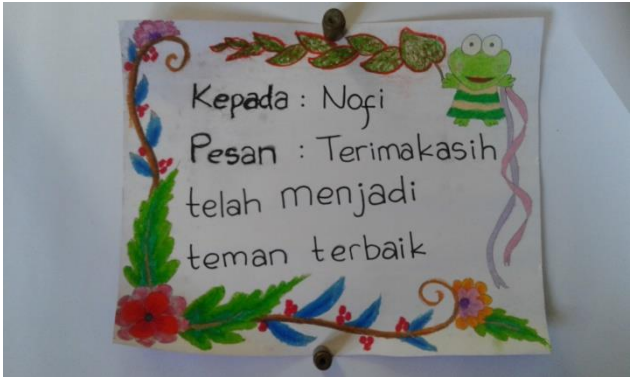 Kepada : Nofi
Pesan : Terimakasih
telah menjadi
teman terbaik